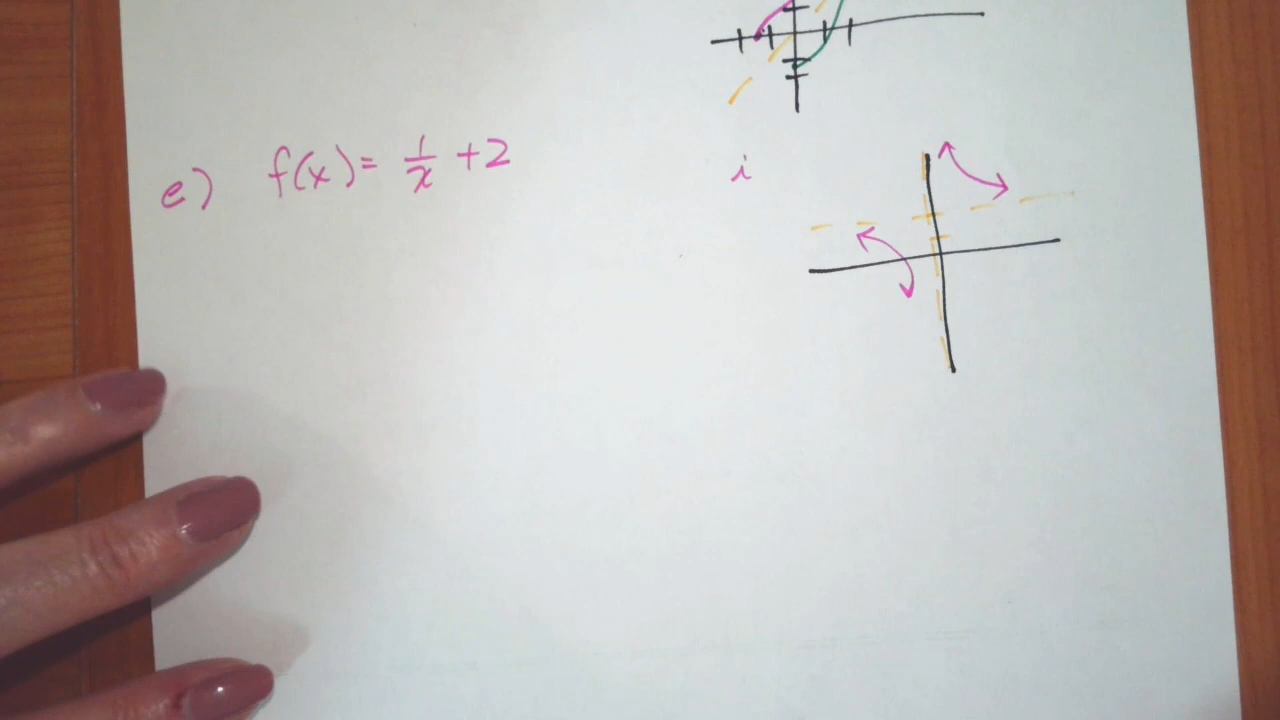 e) f(x) = 1/x + 2
i